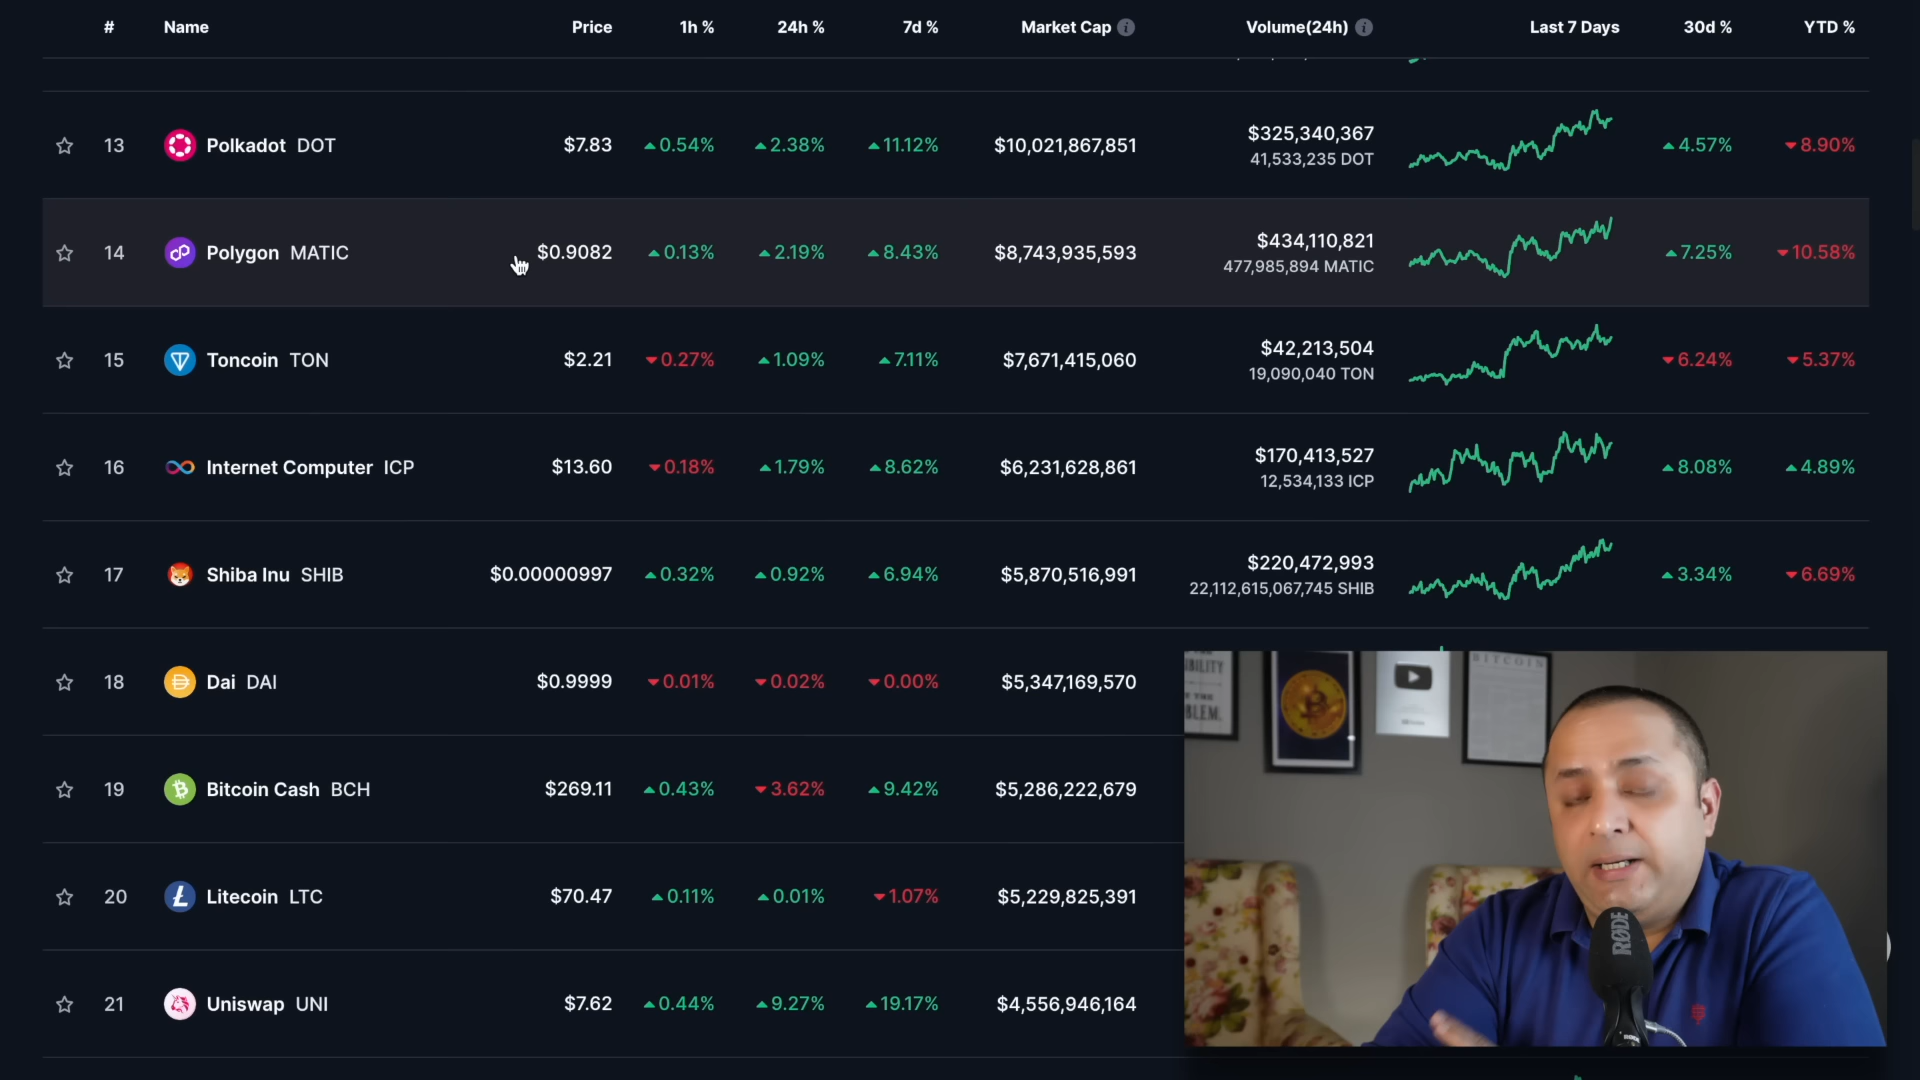 # Name Price 1h % 24h % 7d % Market Cap Volume(24h) Last 7 Days 30d % YTD %
13 Polkadot DOT $7.83 0.54% 2.38% 11.12% $10,021,867,851 $325,340,367 4.57% 8.90%
41,533,235 DOT
14 Polygon MATIC $0.9082 0.13% 2.19% 8.43% $8,743,935,593 $434,110,821 7.25% 10.58%
477,985,894 MATIC
15 Toncoin TON $2.21 0.27% 1.09% 7.11% $7,671,415,060 $42,213,504 6.24% 5.37%
19,090,040 TON
16 Internet Computer ICP $13.60 0.18% 1.79% 8.62% $6,231,628,861 $170,413,527 8.08% 4.89%
12,534,133 ICP
17 Shiba Inu SHIB $0.00000997 0.32% 0.92% 6.94% $5,870,516,991 $220,472,993 3.34% 6.69%
22,112,615,067,745 SHIB
18 Dai DAI $0.9999 0.01% 0.02% 0.00% $5,347,169,570
19 Bitcoin Cash BCH $269.11 0.43% 3.62% 9.42% $5,286,222,679
20 Litecoin LTC $70.47 0.11% 0.01% 1.07% $5,229,825,391
21 Uniswap UNI $7.62 0.44% 9.27% 19.17% $4,556,946,164
BITCOIN
RØDE